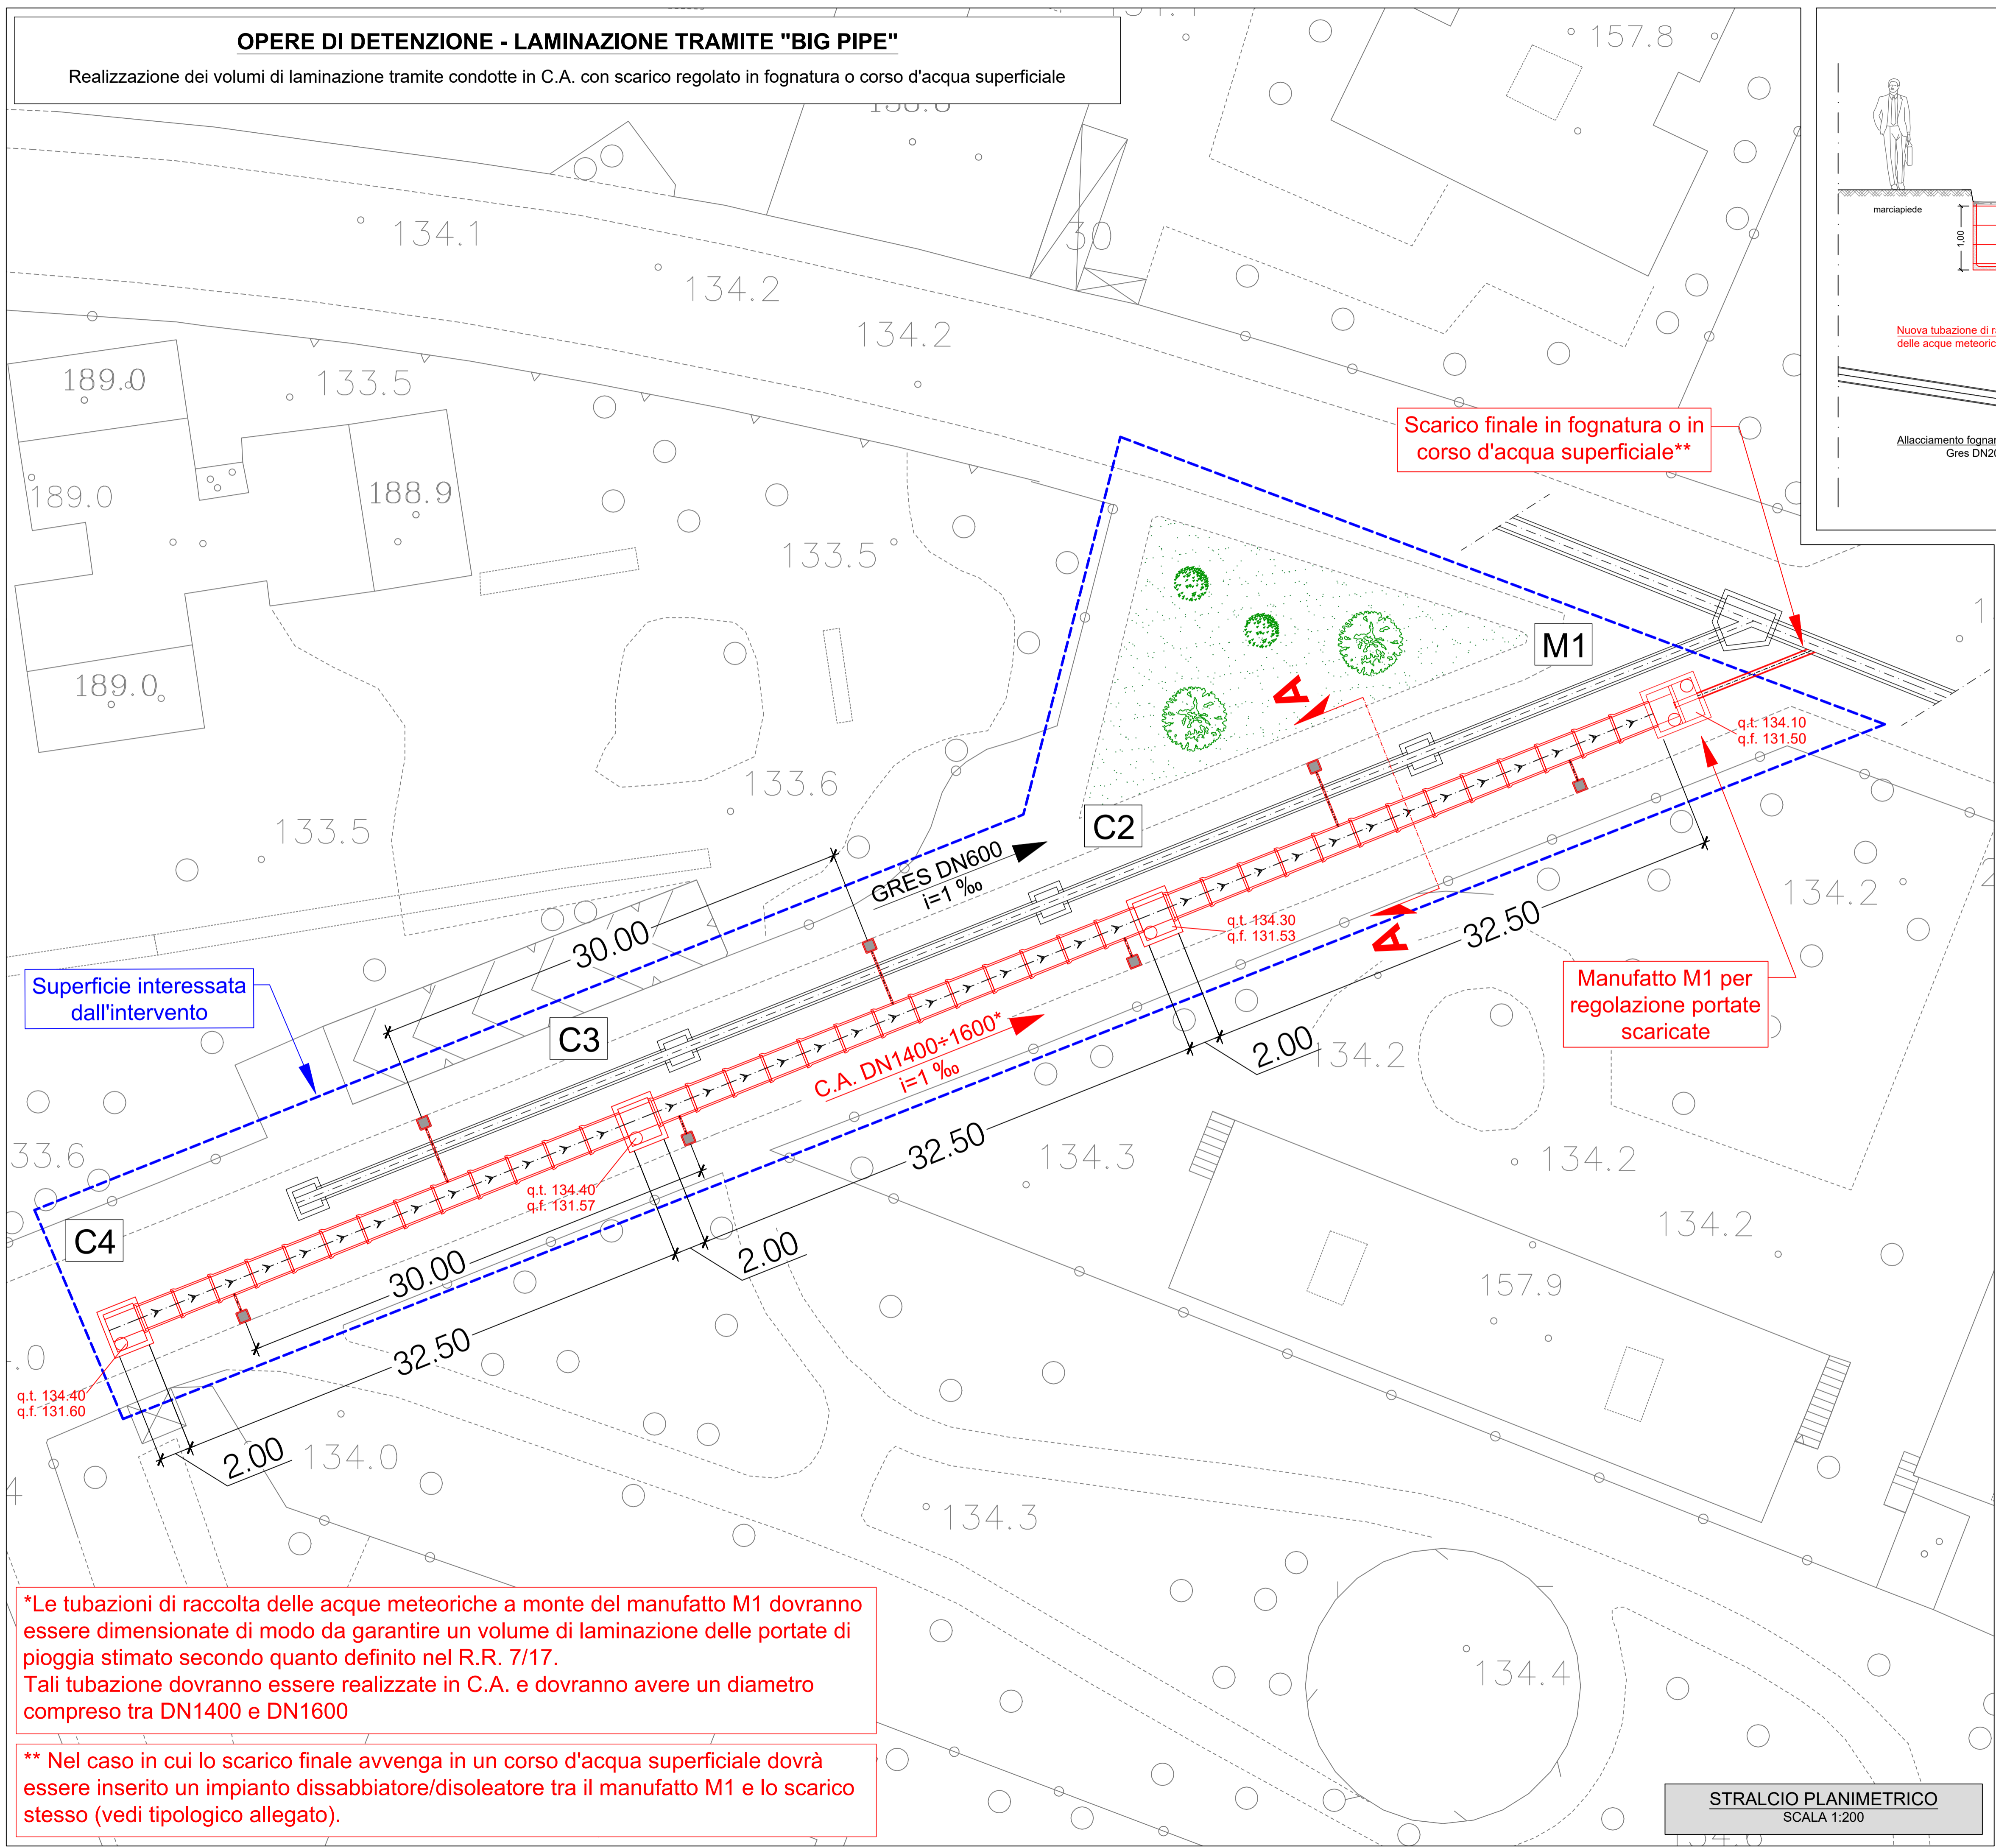 OPERE DI DETENZIONE - LAMINAZIONE TRAMITE "BIG PIPE"
Realizzazione dei volumi di laminazione tramite condotte in C.A. con scarico regolato in fognatura o corso d'acqua superficiale
157.8
134.1
134.2
134.2
30
189.0
133.5
189.0
188.9
133.5
189.0
133.6
133.5
marciapiede
1,00
Nuova tubazione di
delle acque
Allacciamento
Gres
Scarico finale in fognatura o in
corso d'acqua superficiale**
M1
A
q.t. 134.10
q.f. 131.50
C2
GRES DN600
i=1 ‰
30.00
q.t. 134.30
q.f. 131.53
A
32.50
134.2
Superficie interessata
dall'intervento
Manufatto M1 per
regolazione portate
scaricate
C3
C.A. DN1400÷1600*
i=1 ‰
2.00
134.2
33.6
32.50
134.3
134.2
q.t. 134.40
q.f. 131.57
C4
134.2
30.00
2.00
157.9
32.50
q.t. 134.40
q.f. 131.60
2.00
134.0
134.3
*Le tubazioni di raccolta delle acque meteoriche a monte del manufatto M1 dovranno
essere dimensionate di modo da garantire un volume di laminazione delle portate di
pioggia stimato secondo quanto definito nel R.R. 7/17.
Tali tubazione dovranno essere realizzate in C.A. e dovranno avere un diametro
compreso tra DN1400 e DN1600
134.4
** Nel caso in cui lo scarico finale avvenga in un corso d'acqua superficiale dovrà
essere inserito un impianto dissabbiatore/disoleatore tra il manufatto M1 e lo scarico
stesso (vedi tipologico allegato).
STRALCIO PLANIMETRICO
SCALA 1:200